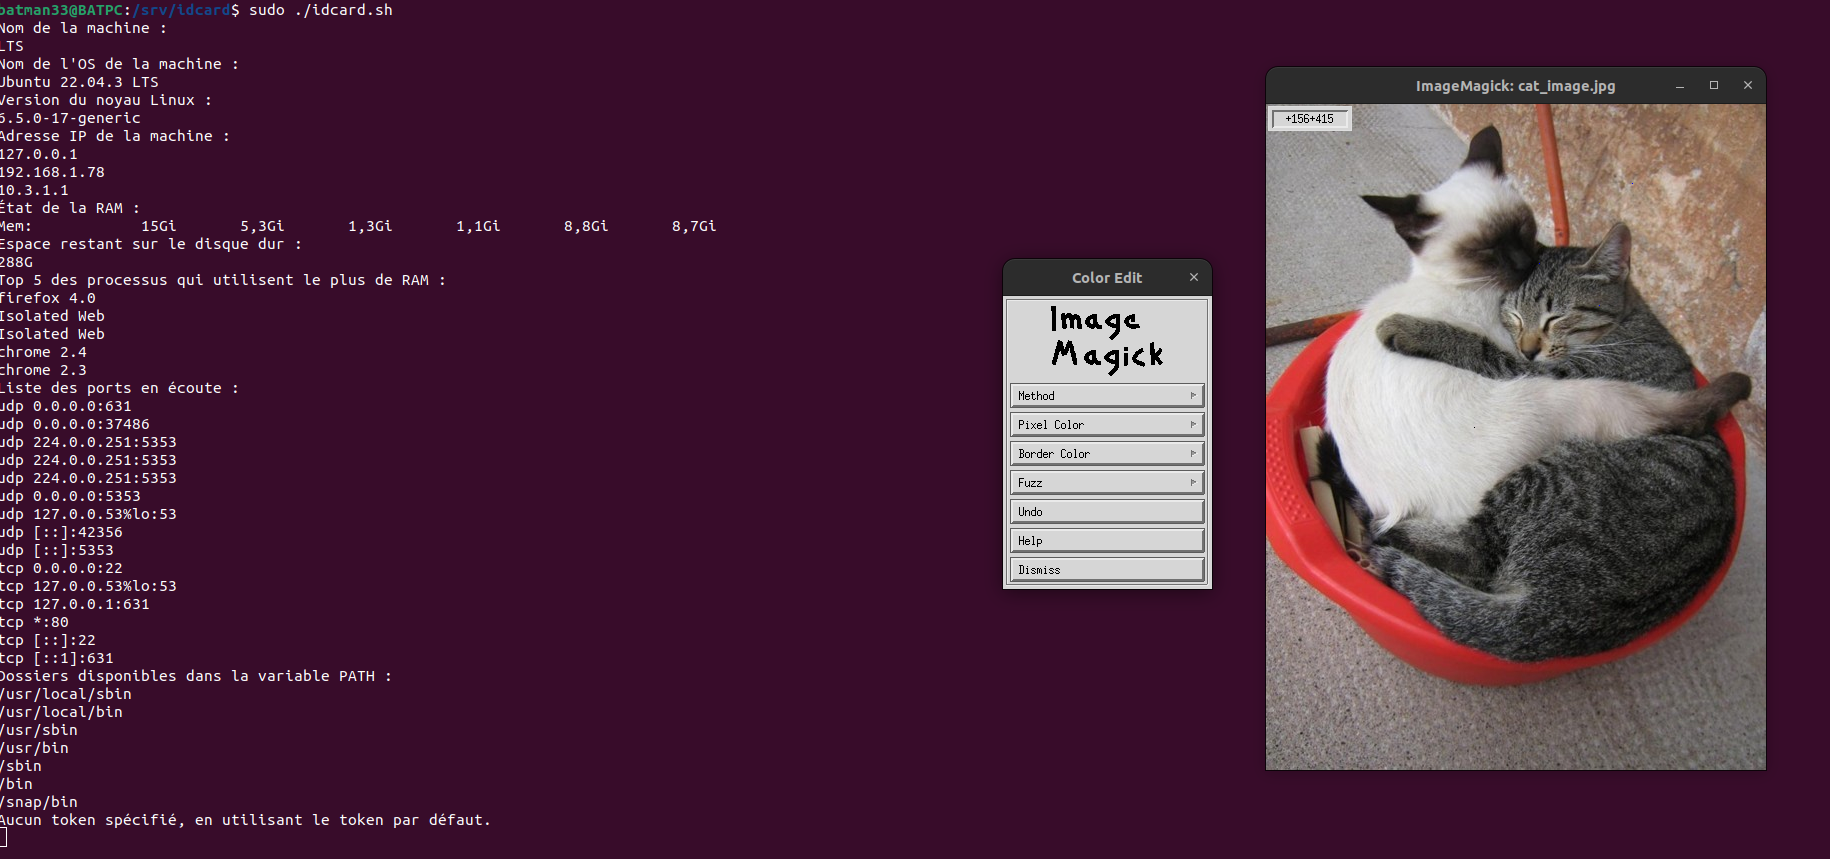 batman33@BATPC:/srv/idcard$ sudo ./idcard.sh
Nom de la machine :
LTS
Nom de l'OS de la machine :
Ubuntu 22.04.3 LTS
Version du noyau Linux :
6.5.0-17-generic
Adresse IP de la machine :
127.0.0.1
192.168.1.78
10.3.1.1
État de la RAM :
Mem: 15Gi 5,3Gi 1,3Gi 1,1Gi 8,8Gi 8,7Gi
Espace restant sur le disque dur :
288G
Top 5 des processus qui utilisent le plus de RAM :
firefox 4.0
Isolated Web
Isolated Web
chrome 2.4
chrome 2.3
Liste des ports en écoute :
udp 0.0.0.0:631
udp 0.0.0.0:37486
udp 224.0.0.251:5353
udp 224.0.0.251:5353
udp 224.0.0.251:5353
udp 0.0.0.0:5353
udp 127.0.0.53%lo:53
udp [::]:42356
udp [::]:5353
tcp 0.0.0.0:22
tcp 127.0.0.53%lo:53
tcp 127.0.0.1:631
tcp *:80
tcp [::]:22
tcp [::1]:631
Dossiers disponibles dans la variable PATH :
/usr/local/sbin
/usr/local/bin
/usr/sbin
/usr/bin
/sbin
/bin
/snap/bin
Aucun token spécifié, en utilisant le token par défaut.
Color Edit
Image
Magick
Method
Pixel Color
Border Color
Fuzz
Undo
Help
Dismiss
ImageMagick: cat_image.jpg
+156+415